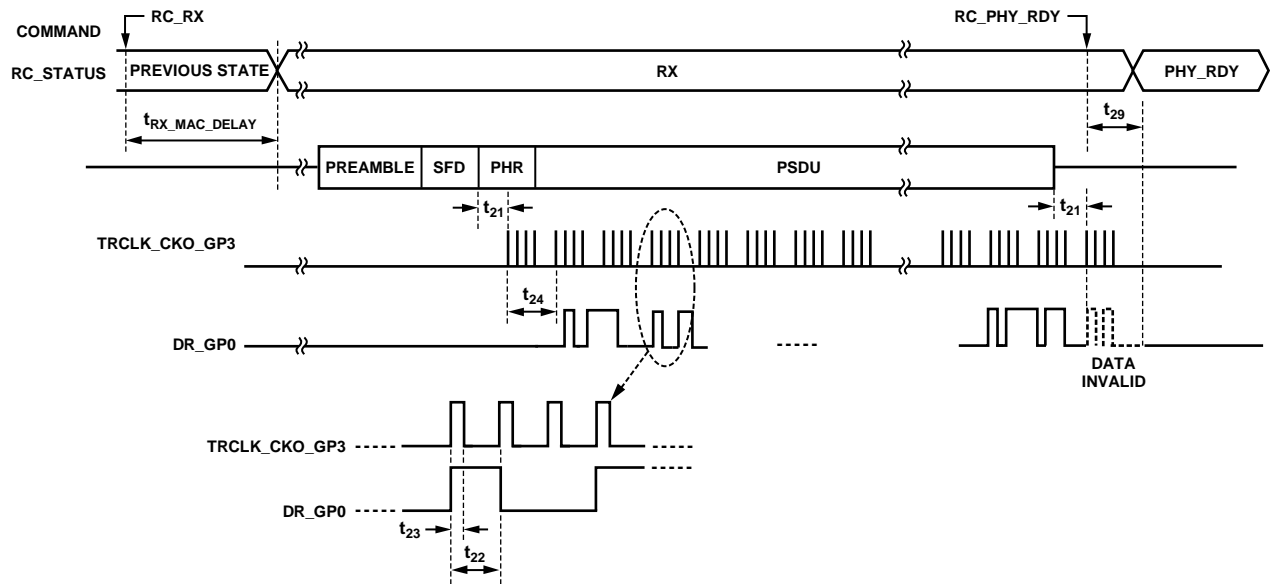 RC_RX
RC_PHY_RDY
COMMAND
RC_STATUS
PREVIOUS STATE
RX
PHY_RDY
tRX_MAC_DELAY
t29
PREAMBLE
SFD
PHR
PSDU
t21
t21
TRCLK_CKO_GP3
t24
DR_GP0
DATA
INVALID
TRCLK_CKO_GP3
DR_GP0
t23
t22